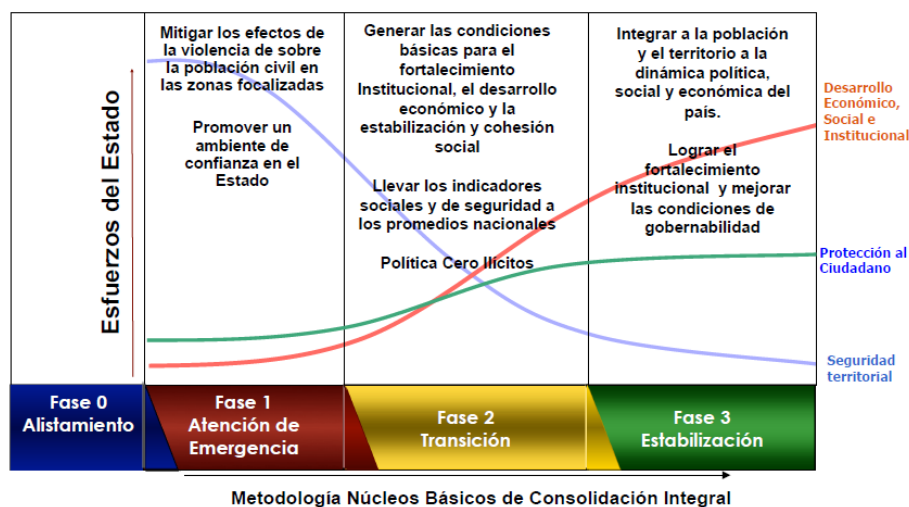 Mitigar los efectos de
la violencia de sobre
la población civil en
las zonas focalizadas
Promover un
ambiente de
confianza en el
Estado
Generar las condiciones
básicas para el
fortalecimiento
Institucional, el desarrollo
económico y la
estabilización y cohesión
social
Llevar los indicadores
sociales y de seguridad a
los promedios nacionales
Política Cero Ilícitos
Integrar a la población
y el territorio a la
dinámica política,
social y económica del
país.
Lograr el
fortalecimiento
institucional y mejorar
las condiciones de
gobernabilidad
Esfuerzos del Estado
Desarrollo
Económico,
Social e
Institucional
Protección al
Ciudadano
Seguridad
territorial
Fase 0
Alistamiento
Fase 1
Atención de
Emergencia
Fase 2
Transición
Fase 3
Estabilización
Metodología Núcleos Básicos de Consolidación Integral